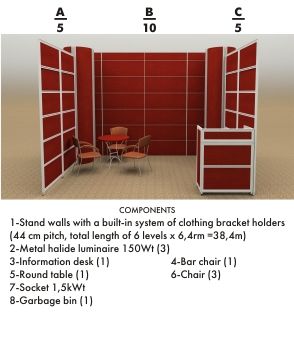 A B C
5 10 5
COMPONENTS
1-Stand walls with a built-in system of clothing bracket holders
(44 cm pitch, total length of 6 levels x 6,4rm =38,4m)
2-Metal halide luminaire 150Wt (3)
3-Information desk (1) 4-Bar chair (1)
5-Round table (1) 6-Chair (3)
7-Socket 1,5kWt
8-Garbage bin (1)